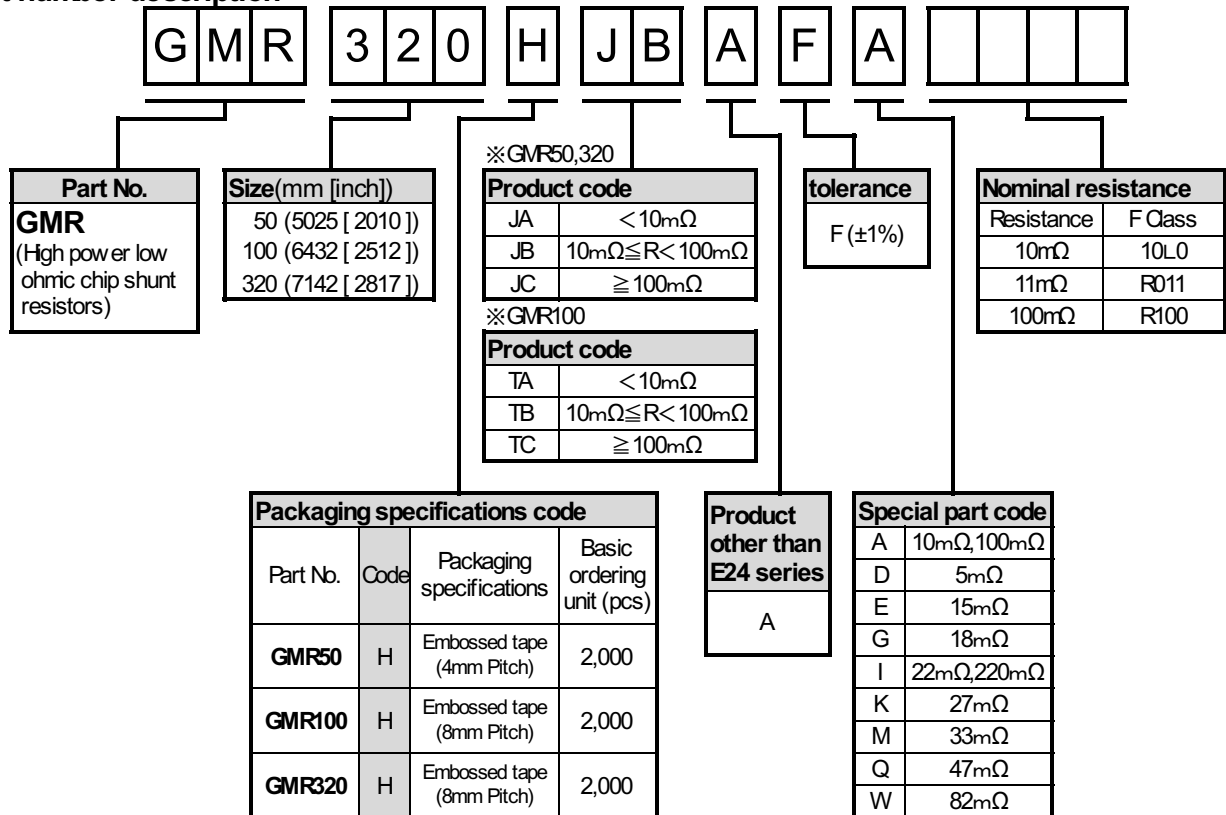 GMR 320 H JB A F A
※GMR50,320
Part No.
GMR
(High power low
ohmic chip shunt
resistors)
Size(mm [inch])
50 (5025 [ 2010 ])
100 (6432 [ 2512 ])
320 (7142 [ 2817 ])
Product code
JA <10mΩ
JB 10mΩ≦R<100mΩ
JC ≧100mΩ
※GMR100
Product code
TA <10mΩ
TB 10mΩ≦R<100mΩ
TC ≧100mΩ
tolerance
F (±1%)
Nominal resistance
Resistance F Class
10mΩ 10L0
11mΩ R011
100mΩ R100
Packaging specifications code
Part No. Code Packaging specifications Basic ordering unit (pcs)
GMR50 H Embossed tape (4mm Pitch) 2,000
GMR100 H Embossed tape (8mm Pitch) 2,000
GMR320 H Embossed tape (8mm Pitch) 2,000
Product
other than
E24 series
A
Special part code
A 10mΩ,100mΩ
D 5mΩ
E 15mΩ
G 18mΩ
I 22mΩ,220mΩ
K 27mΩ
M 33mΩ
Q 47mΩ
W 82mΩ